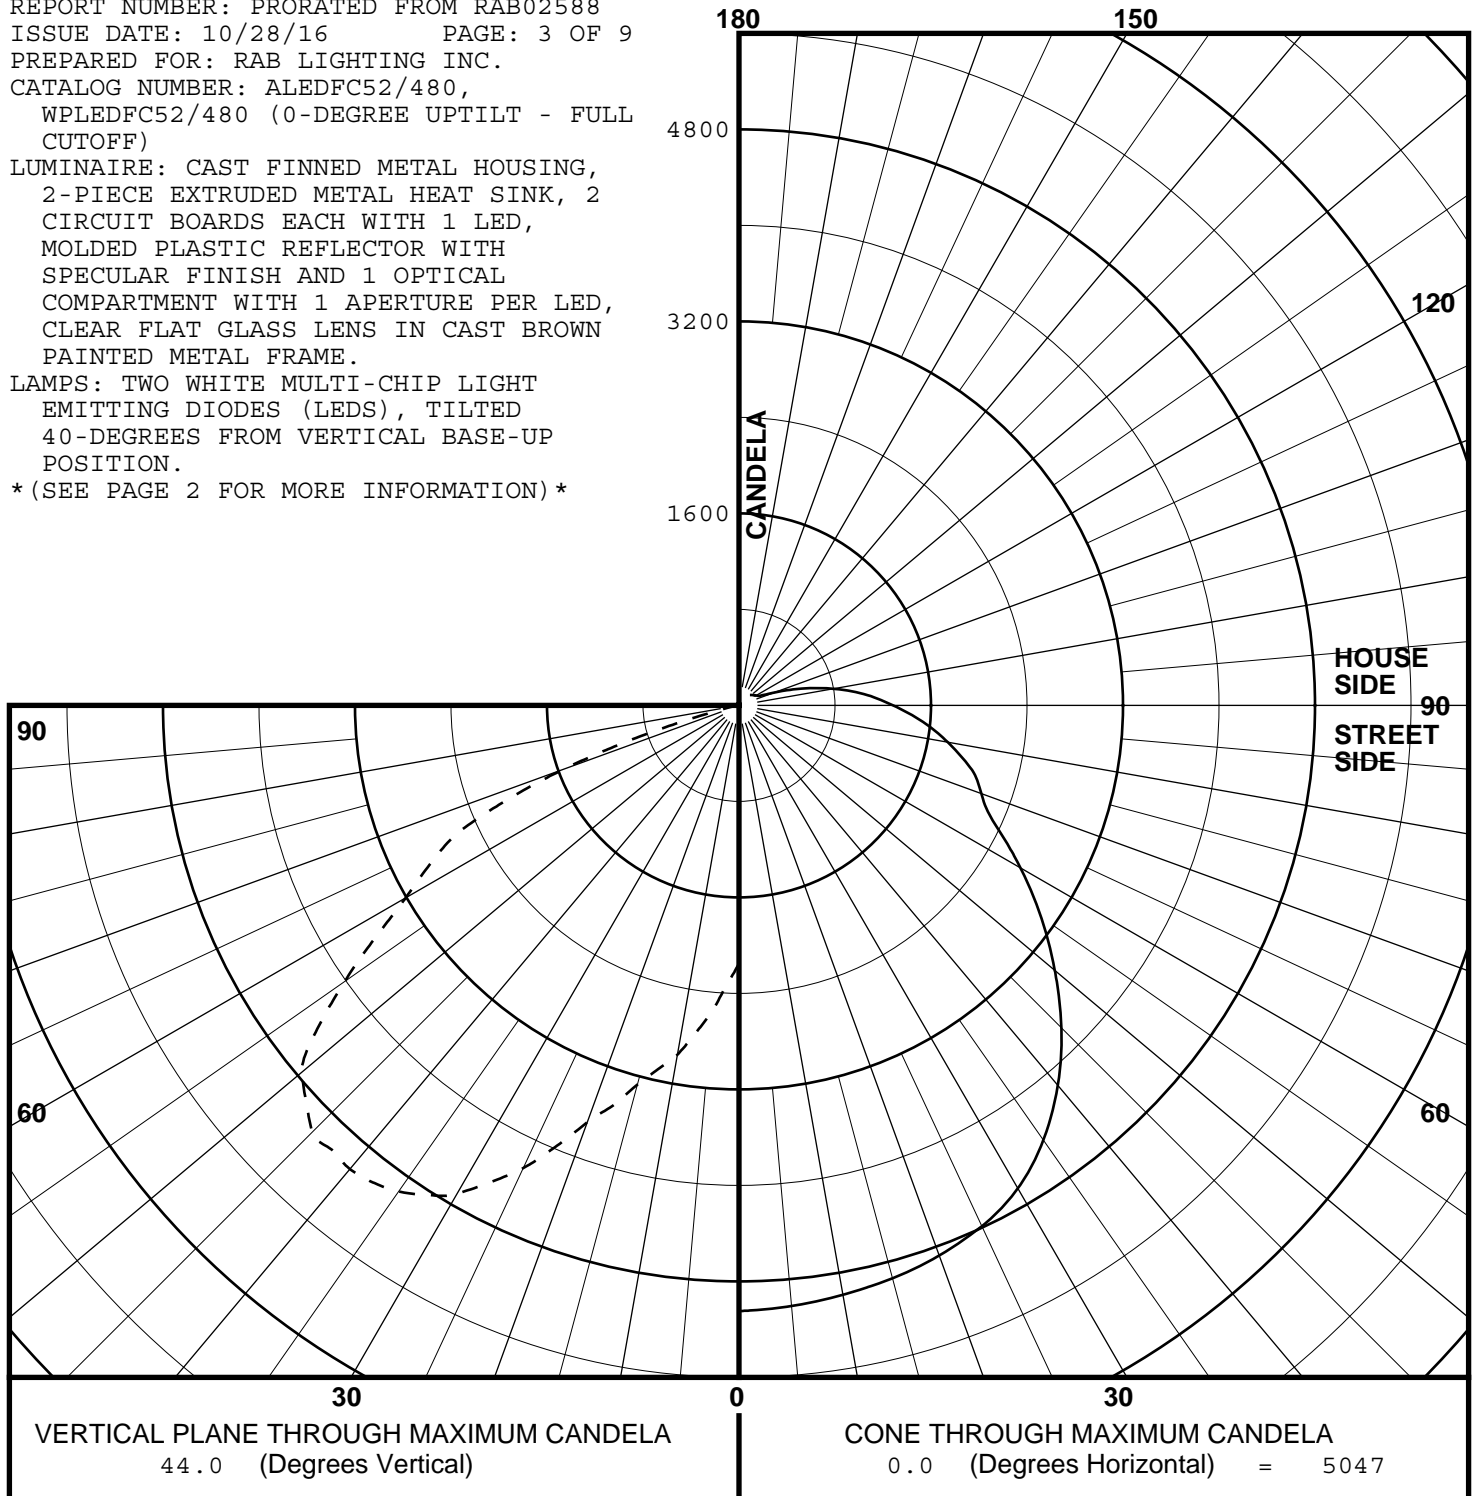 REPORT NUMBER: PRORATED FROM RAB02588
ISSUE DATE: 10/28/16 PAGE: 3 OF 9
PREPARED FOR: RAB LIGHTING INC.
CATALOG NUMBER: ALEDFC52/480,
WPLEDFC52/480 (0-DEGREE UPTILT - FULL
CUTOFF)
LUMINAIRE: CAST FINNED METAL HOUSING,
2-PIECE EXTRUDED METAL HEAT SINK, 2
CIRCUIT BOARDS EACH WITH 1 LED,
MOLDED PLASTIC REFLECTOR WITH
SPECULAR FINISH AND 1 OPTICAL
COMPARTMENT WITH 1 APERTURE PER LED,
CLEAR FLAT GLASS LENS IN CAST BROWN
PAINTED METAL FRAME.
LAMPS: TWO WHITE MULTI-CHIP LIGHT
EMITTING DIODES (LEDS), TILTED
40-DEGREES FROM VERTICAL BASE-UP
POSITION.
*(SEE PAGE 2 FOR MORE INFORMATION)*
180
150
4800
120
3200
CANDELA
1600
HOUSE
SIDE
90
90
STREET
SIDE
60
60
30
0
30
VERTICAL PLANE THROUGH MAXIMUM CANDELA
44.0 (Degrees Vertical)
CONE THROUGH MAXIMUM CANDELA
0.0 (Degrees Horizontal) = 5047